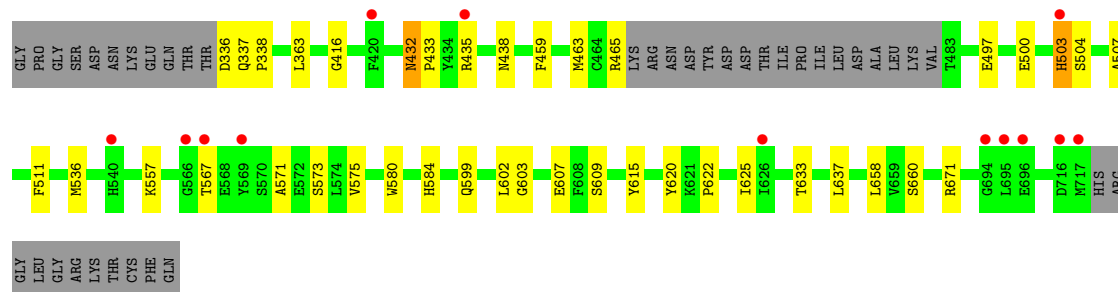 GLY PRO GLY SER ASP ASN LYS GLU GLN THR THR D336 Q337 P338 L363 G416 F420 N432 P433 Y434 R435 N438 F459 M463 C464 R465 LYS ARG ASN ASP TYR ASP ASP THR ILE PRO ILE ILE LEU ASP ALA LEU LYS VAL T483 E497 E500 H503 S504 A507
F511 M536 H540 K557 G566 T567 E568 Y569 S570 A571 E572 S573 L574 V575 W580 H584 Q599 L602 G603 E607 F608 S609 Y615 Y620 K621 P622 I625 I626 T633 L637 L658 V659 S660 R671 G694 L695 E696 D716 M717 HIS ARG
GLY LEU GLY ARG LYS THR CYS PHE GLN